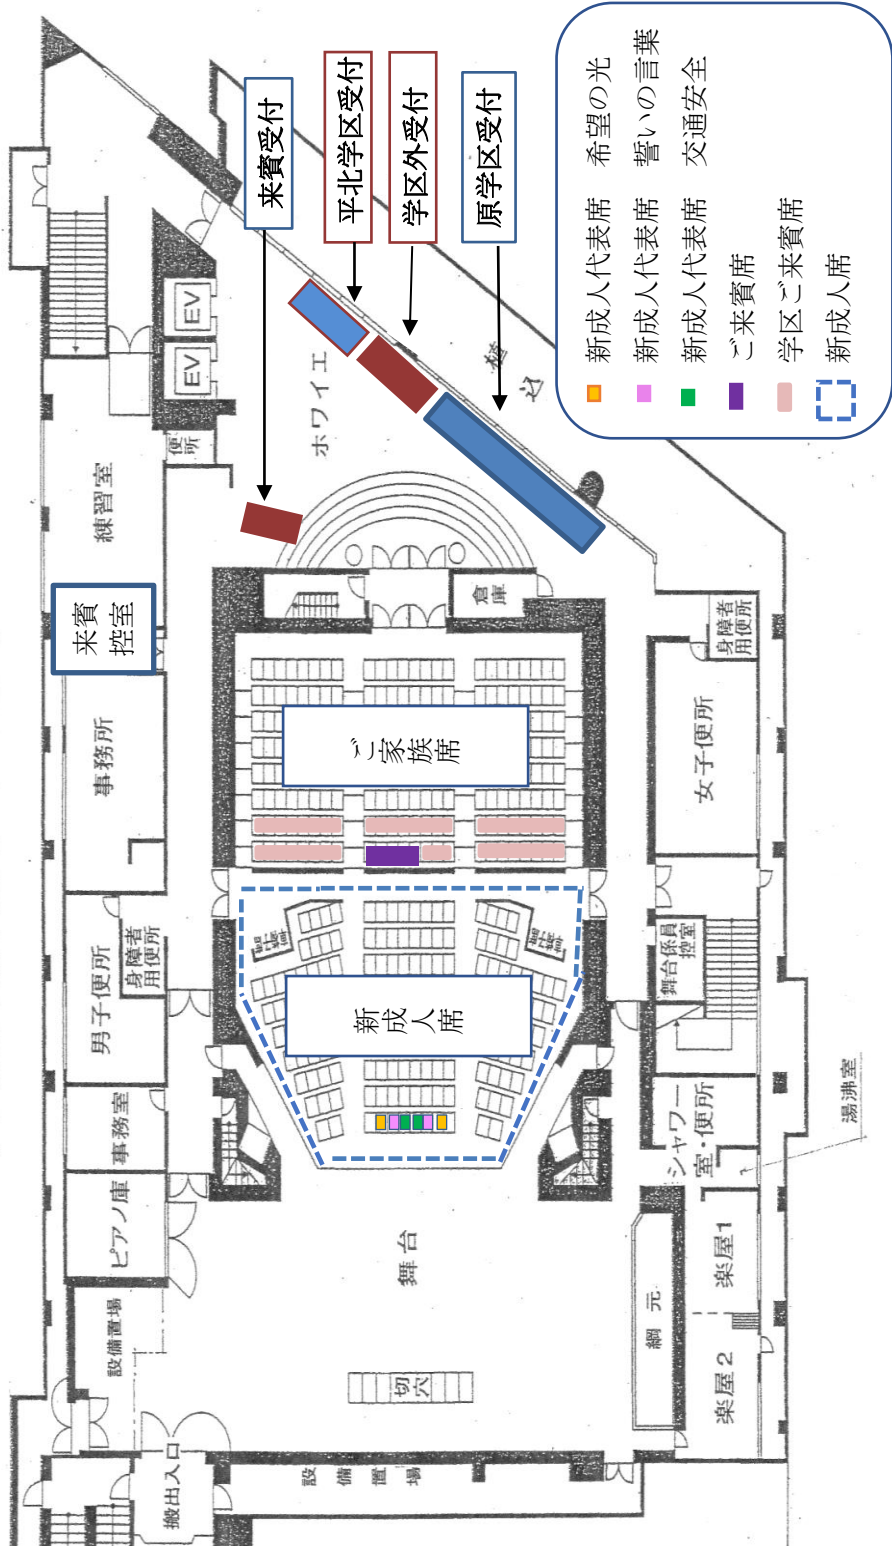 来賓受付
平北学区受付
学区外受付
原学区受付
新成人代表席 希望の光
新成人代表席 誓いの言葉
新成人代表席 交通安全
ご来賓席
学区ご来賓席
新成人席
EV
EV
便所
ホワイエ
植込
練習室
来賓
控室
倉庫
事務所
ご家族席
身障者
用便所
女子便所
男子便所
身障者
用便所
新成人席
舞台係員
控室
事務室
シャワー
室・便所
湯沸室
ピアノ庫
舞台
設備置場
切穴
綱元
楽屋1
楽屋2
搬出入口
設備置場